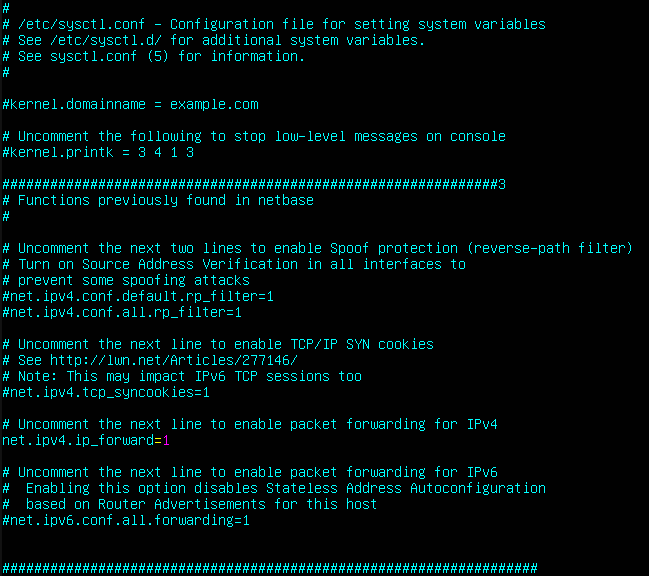 #
# /etc/sysctl.conf - Configuration file for setting system variables
# See /etc/sysctl.d/ for additional system variables.
# See sysctl.conf (5) for information.
#
#kernel.domainname = example.com
# Uncomment the following to stop low-level messages on console
#kernel.printk = 3 4 1 3
##############################################################3
# Functions previously found in netbase
#
# Uncomment the next two lines to enable Spoof protection (reverse-path filter)
# Turn on Source Address Verification in all interfaces to
# prevent some spoofing attacks
#net.ipv4.conf.default.rp_filter=1
#net.ipv4.conf.all.rp_filter=1
# Uncomment the next line to enable TCP/IP SYN cookies
# See http://lwn.net/Articles/277146/
# Note: This may impact IPv6 TCP sessions too
#net.ipv4.tcp_syncookies=1
# Uncomment the next line to enable packet forwarding for IPv4
net.ipv4.ip_forward=1
# Uncomment the next line to enable packet forwarding for IPv6
#  Enabling this option disables Stateless Address Autoconfiguration
#  based on Router Advertisements for this host
#net.ipv6.conf.all.forwarding=1
###################################################################